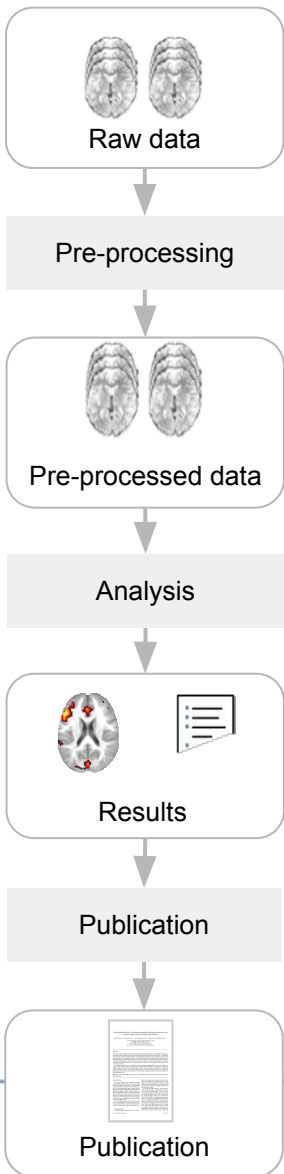 Raw data
Pre-processing
Pre-processed data
Analysis
Results
Publication
Publication